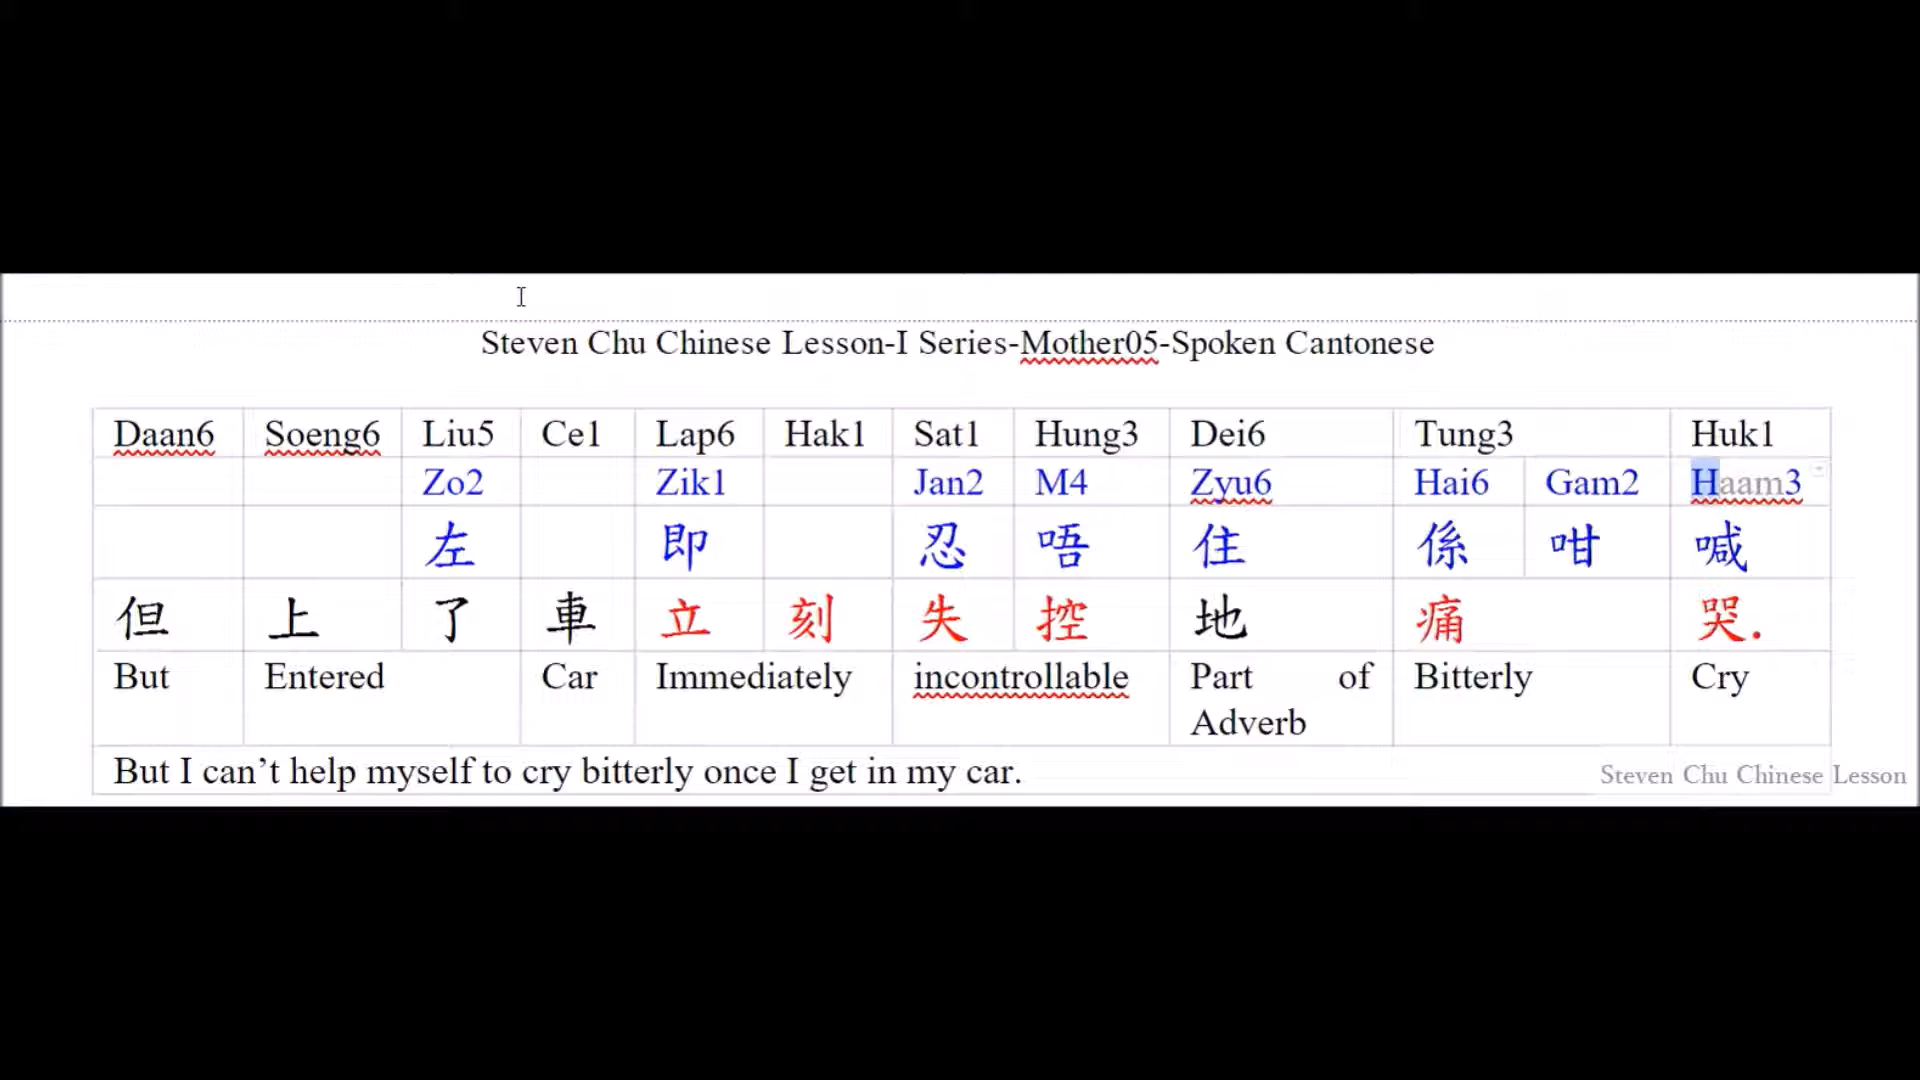 Steven Chu Chinese Lesson-I Series-Mother05-Spoken Cantonese
Daan6 Soeng6 Liu5 Ce1 Lap6 Hak1 Sat1 Hung3 Dei6 Tung3 Huk1
Zo2 Zik1 Jan2 M4 Zyu6 Hai6 Gam2 Haam3
左 即 忍 唔 住 係 咁 喊
但 上 了 車 立 刻 失 控 地 痛 哭.
But Entered Car Immediately incontrollable Part of Bitterly Cry
Adverb
But I can’t help myself to cry bitterly once I get in my car.
Steven Chu Chinese Lesson